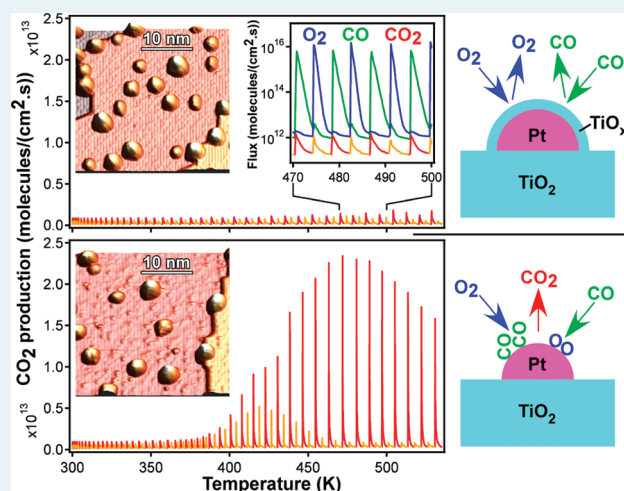 CO2 production (molecules/(cm2.s))
x10^13
2.5
2.0
1.5
1.0
0.5
0.0
10 nm
Flux (molecules/(cm2.s)
10^16
10^14
10^12
O2 CO CO2
470 480 490 500
O2 O2 CO CO
TiOx
Pt
TiO2
x10^13
2.5
2.0
1.5
1.0
0.5
0.0
10 nm
300 350 400 450 500
Temperature (K)
O2 CO2 CO
CO
CO
O
O
Pt
TiO2